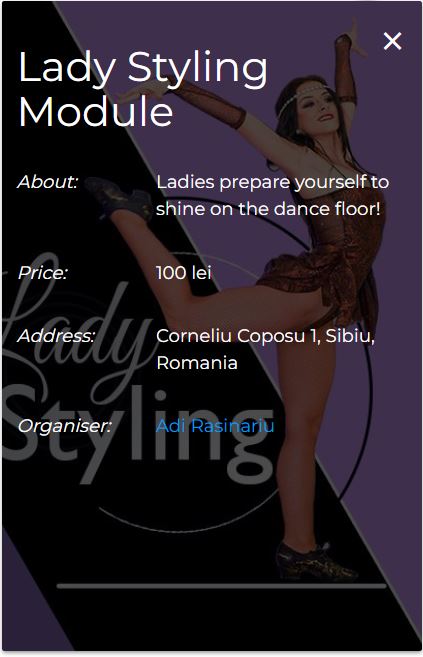 ×
Lady Styling
Module
About: Ladies prepare yourself to
shine on the dance floor!
Price: 100 lei
Address: Corneliu Coposu 1, Sibiu,
Romania
Organiser: Adi Rasinariu
Lady
Styling